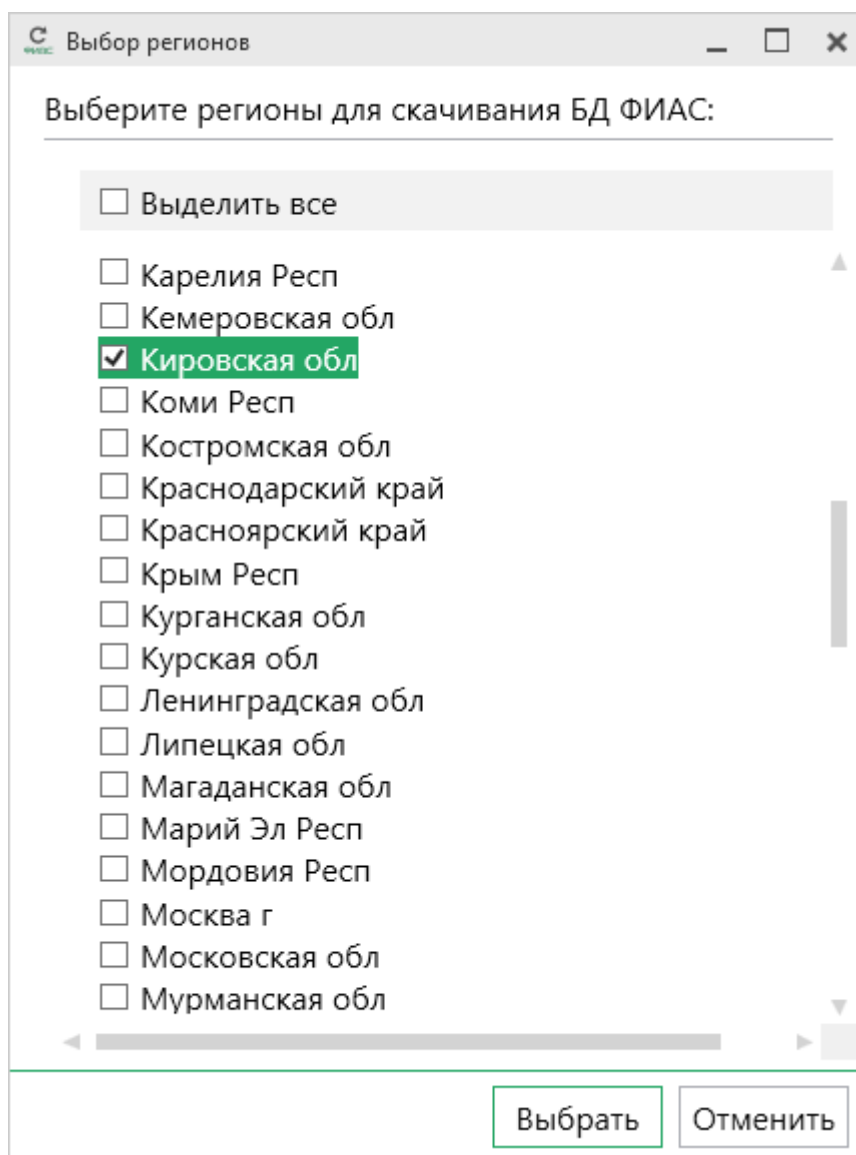 ФИАС Выбор регионов
Выберите регионы для скачивания БД ФИАС:
Выделить все
Карелия Респ
Кемеровская обл
Кировская обл
Коми Респ
Костромская обл
Краснодарский край
Красноярский край
Крым Респ
Курганская обл
Курская обл
Ленинградская обл
Липецкая обл
Магаданская обл
Марий Эл Респ
Мордовия Респ
Москва г
Московская обл
Мурманская обл
Выбрать Отменить